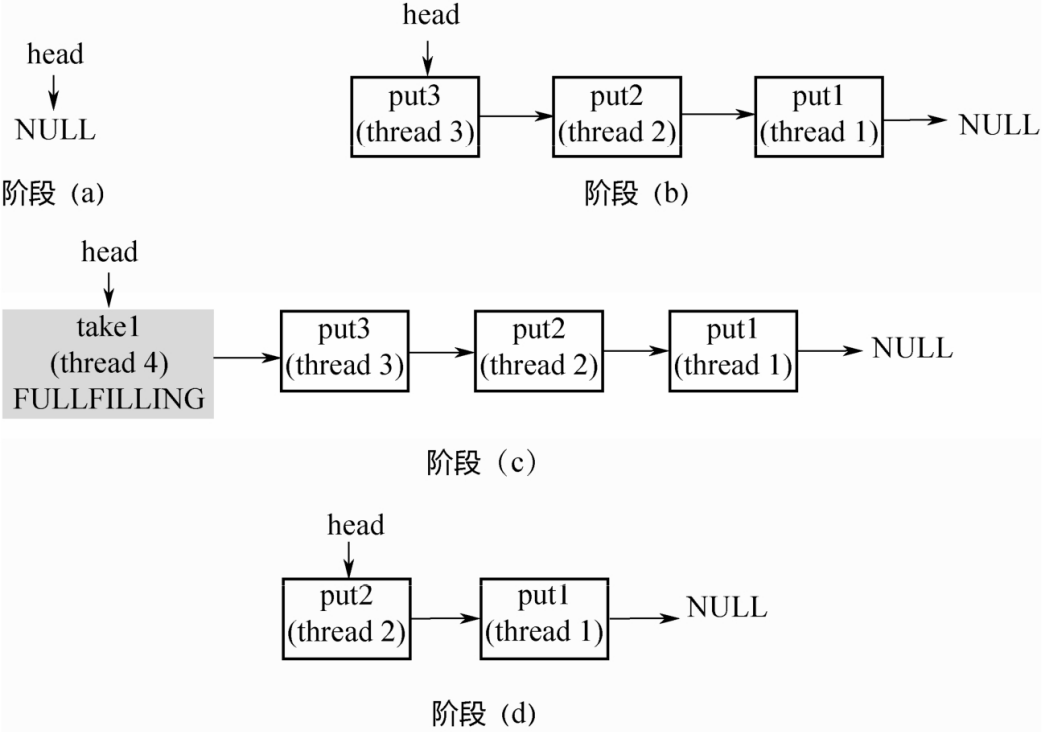 head
NULL
阶段 (a)
head
put3
(thread 3)
put2
(thread 2)
put1
(thread 1)
NULL
阶段 (b)
head
take1
(thread 4)
FULLFILLING
put3
(thread 3)
put2
(thread 2)
put1
(thread 1)
NULL
阶段（c）
head
put2
(thread 2)
put1
(thread 1)
NULL
阶段 (d)